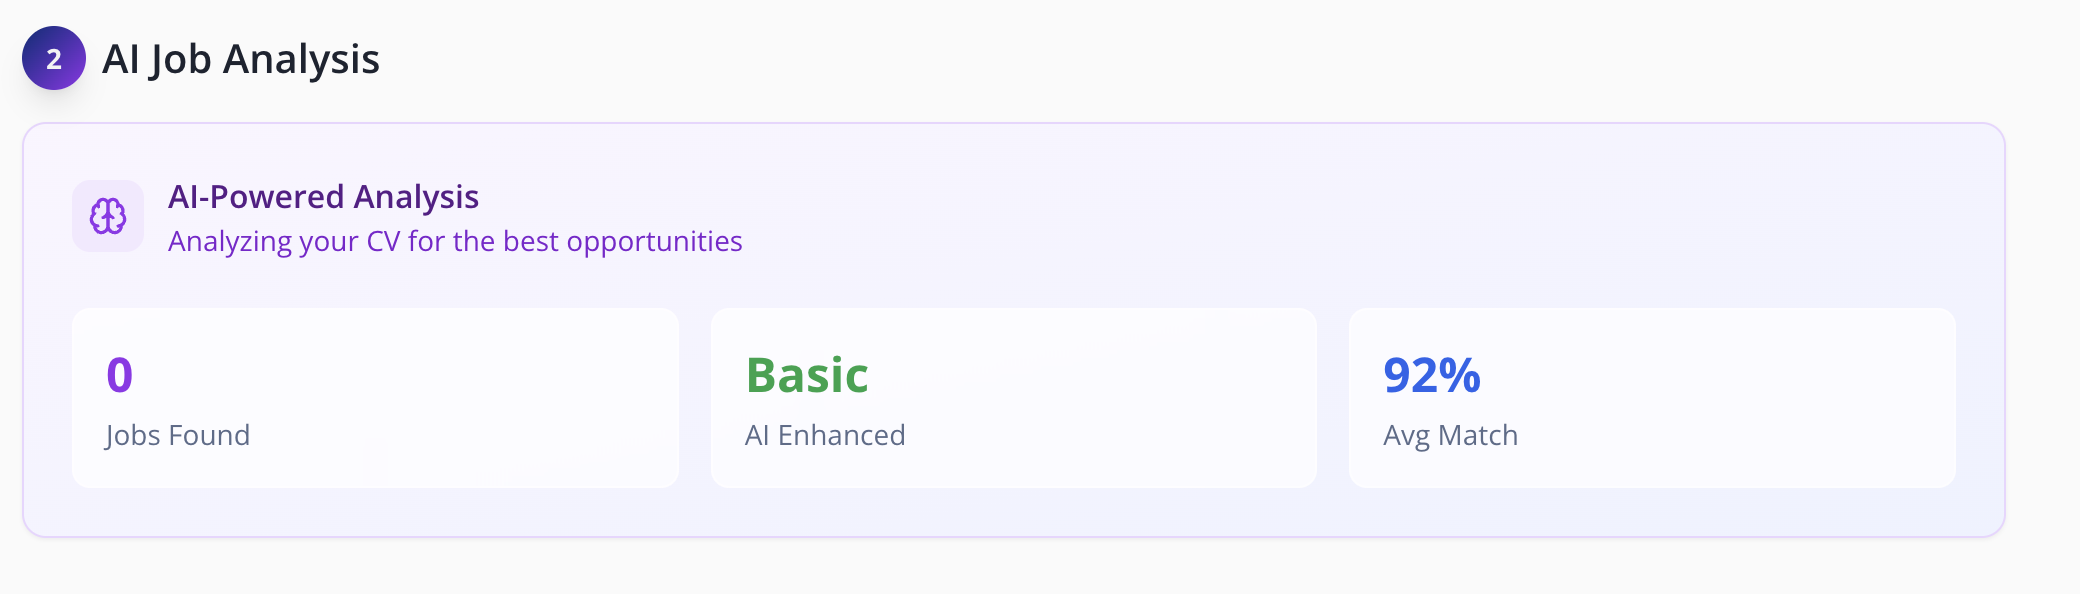 2
AI Job Analysis
AI-Powered Analysis
Analyzing your CV for the best opportunities
0
Jobs Found
Basic
AI Enhanced
92%
Avg Match